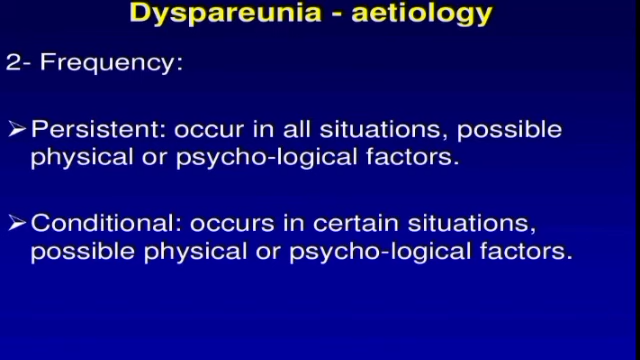 Dyspareunia - aetiology
2- Frequency:
➢Persistent: occur in all situations, possible
physical or psycho-logical factors.
➢Conditional: occurs in certain situations,
possible physical or psycho-logical factors.